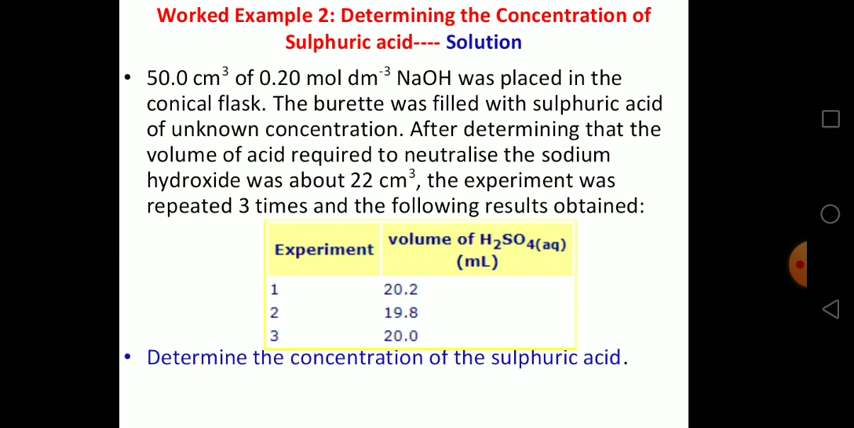 Worked Example 2: Determining the Concentration of
Sulphuric acid---- Solution
• 50.0 cm³ of 0.20 mol dm⁻³ NaOH was placed in the
conical flask. The burette was filled with sulphuric acid
of unknown concentration. After determining that the
volume of acid required to neutralise the sodium
hydroxide was about 22 cm³, the experiment was
repeated 3 times and the following results obtained:
Experiment volume of H₂SO₄(aq) (mL)
1 20.2
2 19.8
3 20.0
• Determine the concentration of the sulphuric acid.